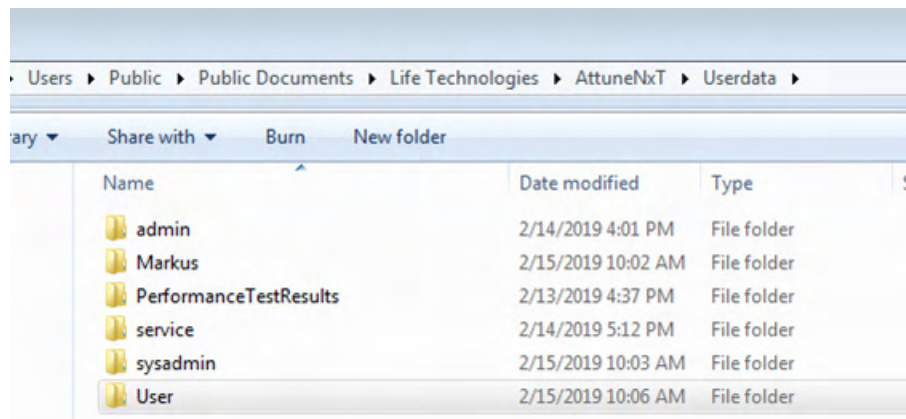 Users Public Public Documents Life Technologies AttuneNxT Userdata
ary Share with Burn New folder
Name Date modified Type
admin 2/14/2019 4:01 PM File folder
Markus 2/15/2019 10:02 AM File folder
PerformanceTestResults 2/13/2019 4:37 PM File folder
service 2/14/2019 5:12 PM File folder
sysadmin 2/15/2019 10:03 AM File folder
User 2/15/2019 10:06 AM File folder